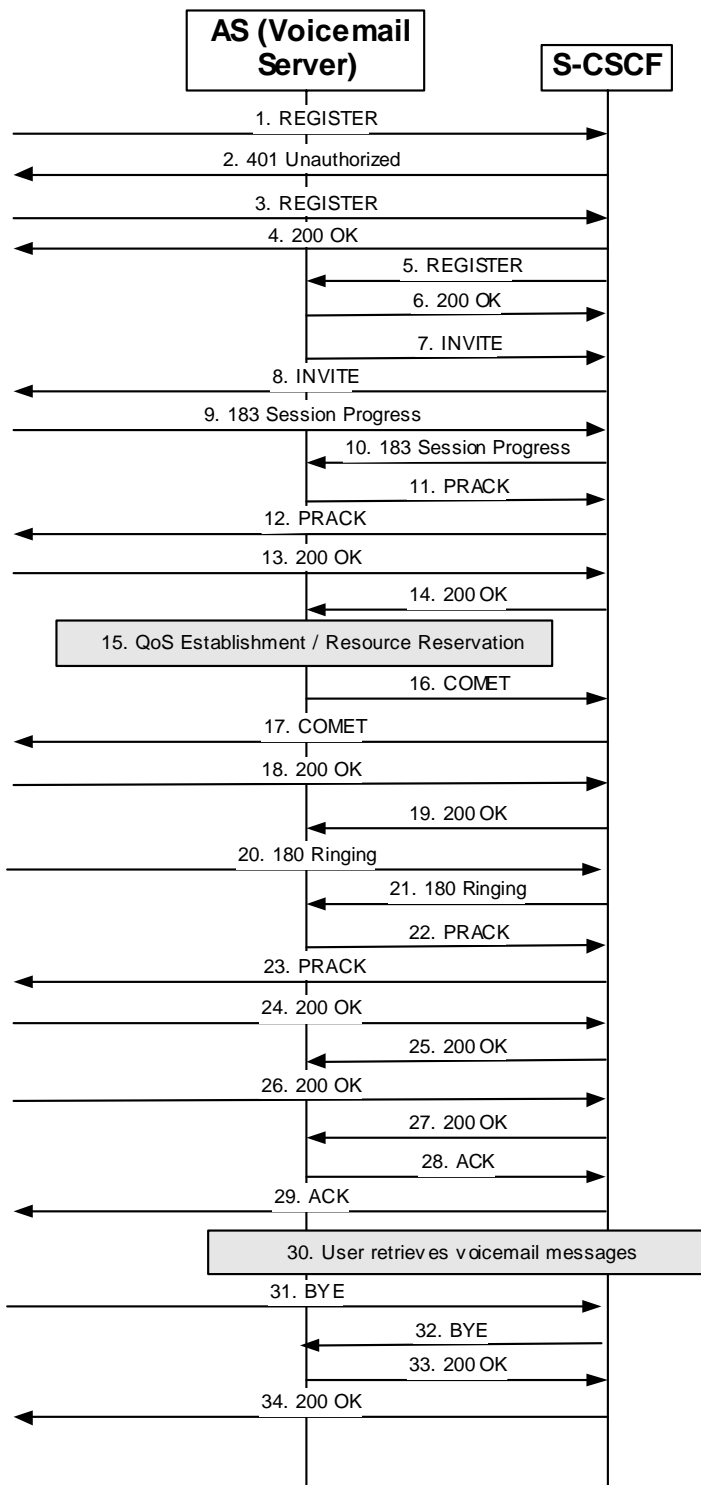 AS (Voicemail
Server)
S-CSCF
1. REGISTER
2. 401 Unauthorized
3. REGISTER
4. 200 OK
5. REGISTER
6. 200 OK
7. INVITE
8. INVITE
9. 183 Session Progress
10. 183 Session Progress
11. PRACK
12. PRACK
13. 200 OK
14. 200 OK
15. QoS Establishment / Resource Reservation
16. COMET
17. COMET
18. 200 OK
19. 200 OK
20. 180 Ringing
21. 180 Ringing
22. PRACK
23. PRACK
24. 200 OK
25. 200 OK
26. 200 OK
27. 200 OK
28. ACK
29. ACK
30. User retrieves voicemail messages
31. BYE
32. BYE
33. 200 OK
34. 200 OK